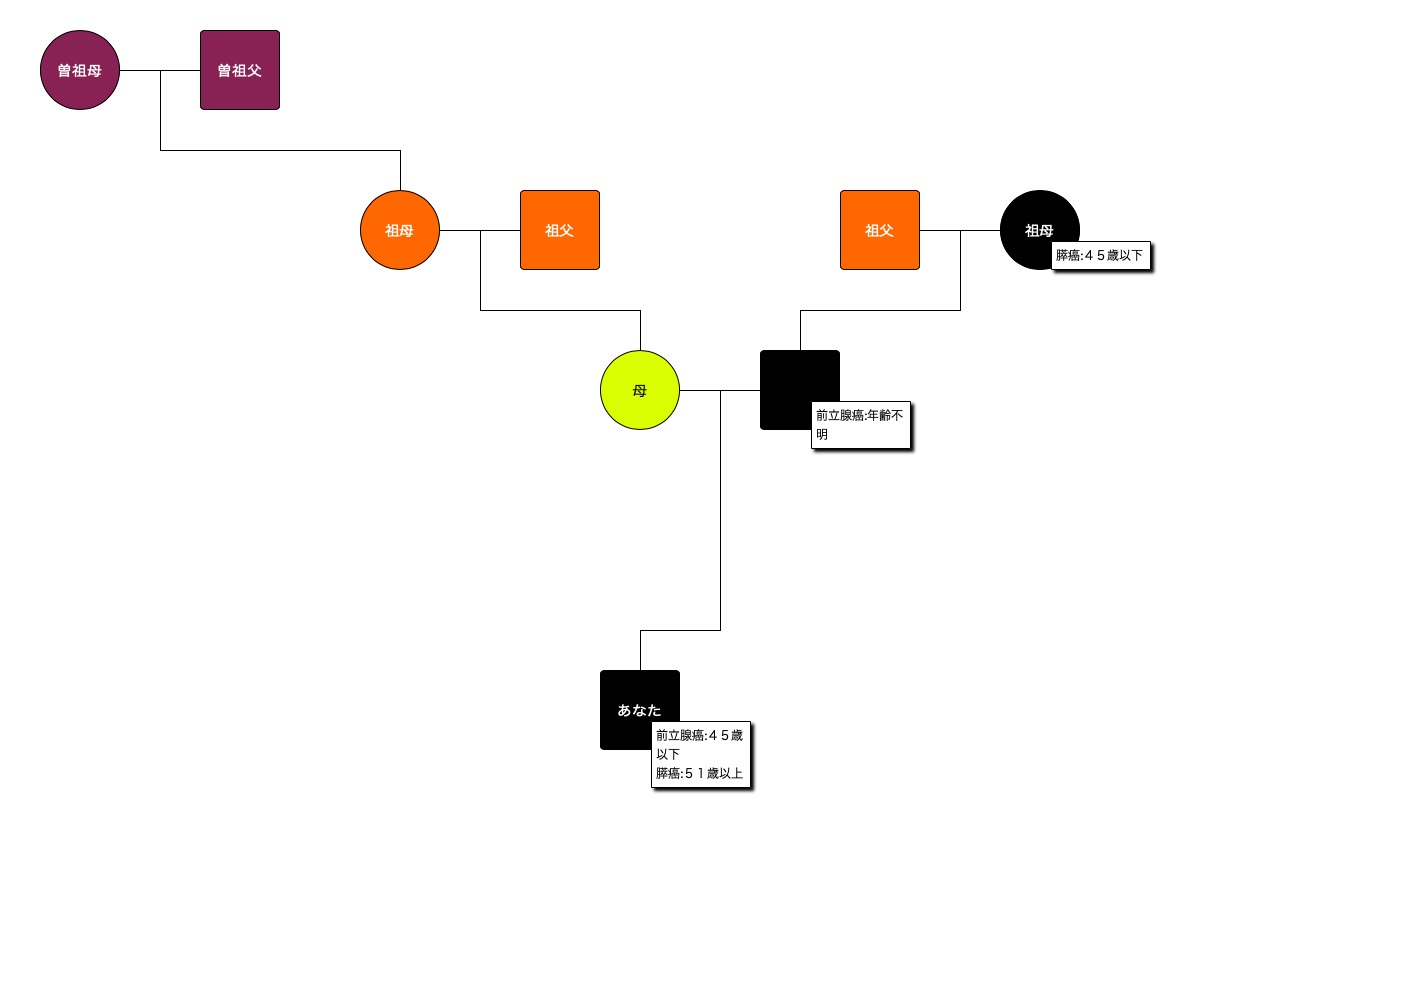 曽祖母
曽祖父
祖母
祖父
祖父
祖母
膵癌:４５歳以下
母
前立腺癌:年齢不
明
あなた
前立腺癌:４５歳
以下
膵癌:５１歳以上